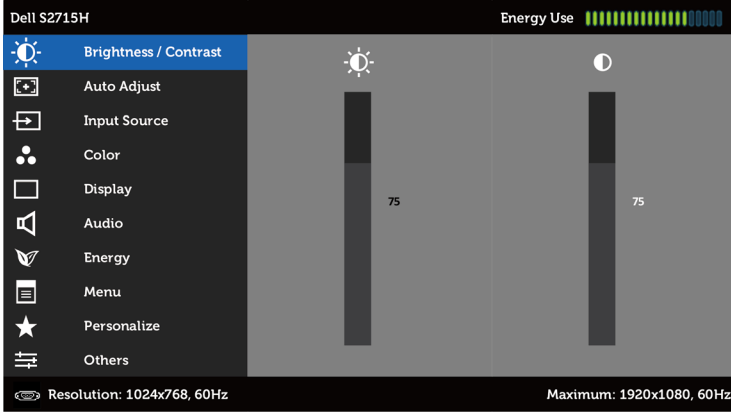 Dell S2715H
Energy Use
Brightness / Contrast
Auto Adjust
Input Source
Color
Display
Audio
Energy
Menu
Personalize
Others
75
75
Resolution: 1024x768, 60Hz
Maximum: 1920x1080, 60Hz